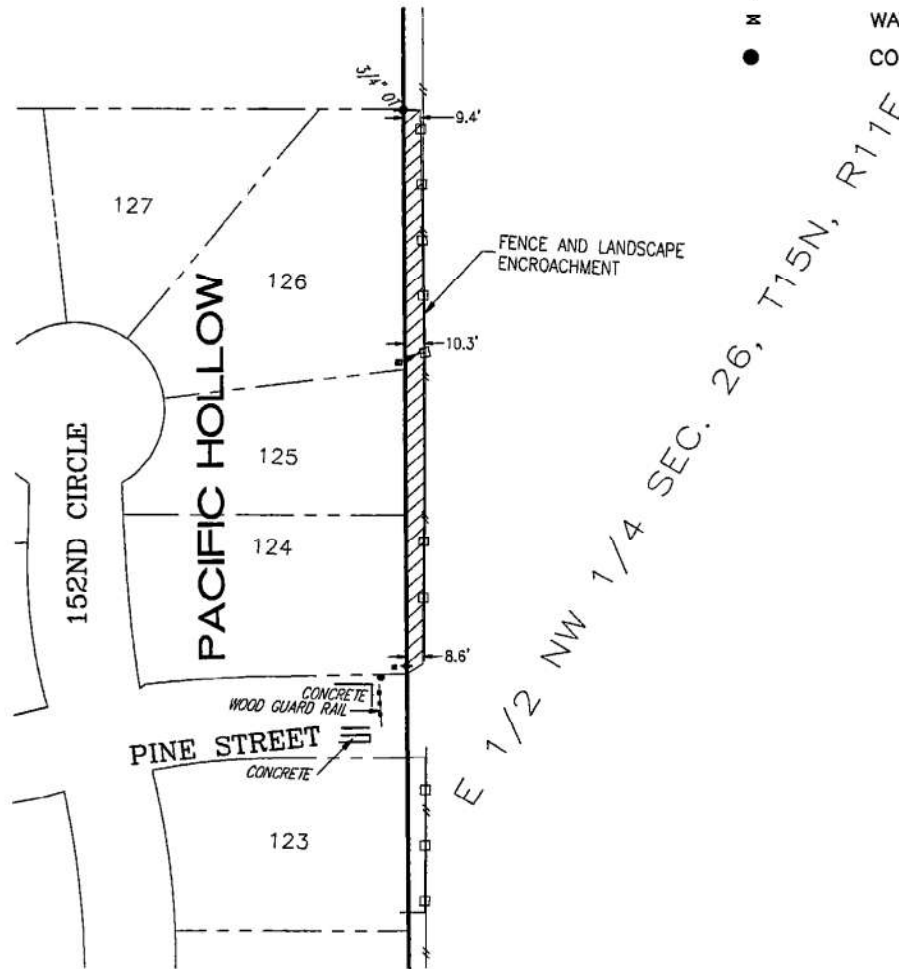 WA
CO
3/4" OT
9.4'
127
FENCE AND LANDSCAPE
ENCROACHMENT
126
10.3'
PACIFIC HOLLOW
152ND CIRCLE
125
124
E 1/2 NW 1/4 SEC. 26, T15N, R11E
8.6'
CONCRETE
WOOD GUARD RAIL
PINE STREET
CONCRETE
123